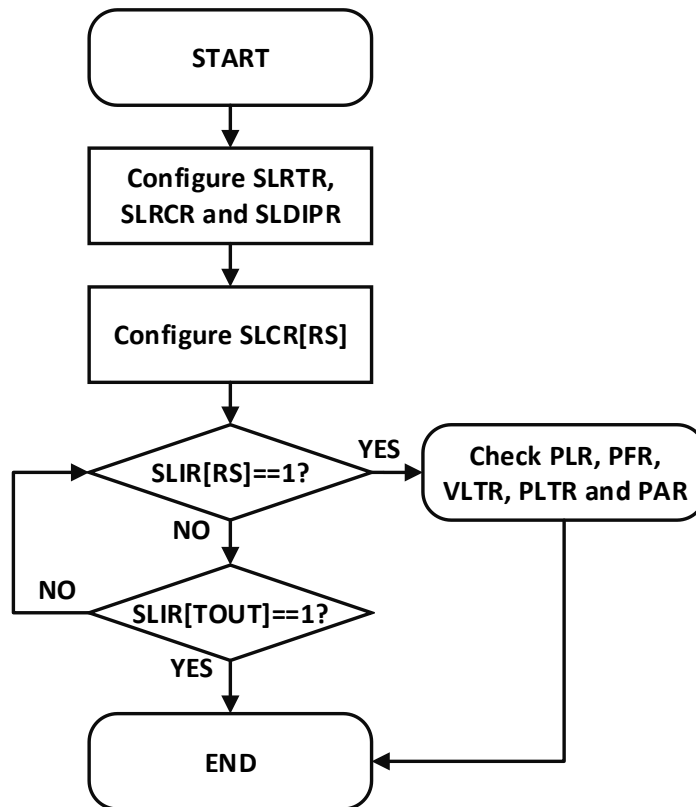 START
Configure SLRTR,
SLRCR and SLDIPR
Configure SLCR[RS]
SLIR[RS]==1?
YES
Check PLR, PFR,
VLTR, PLTR and PAR
NO
NO
SLIR[TOUT]==1?
YES
END